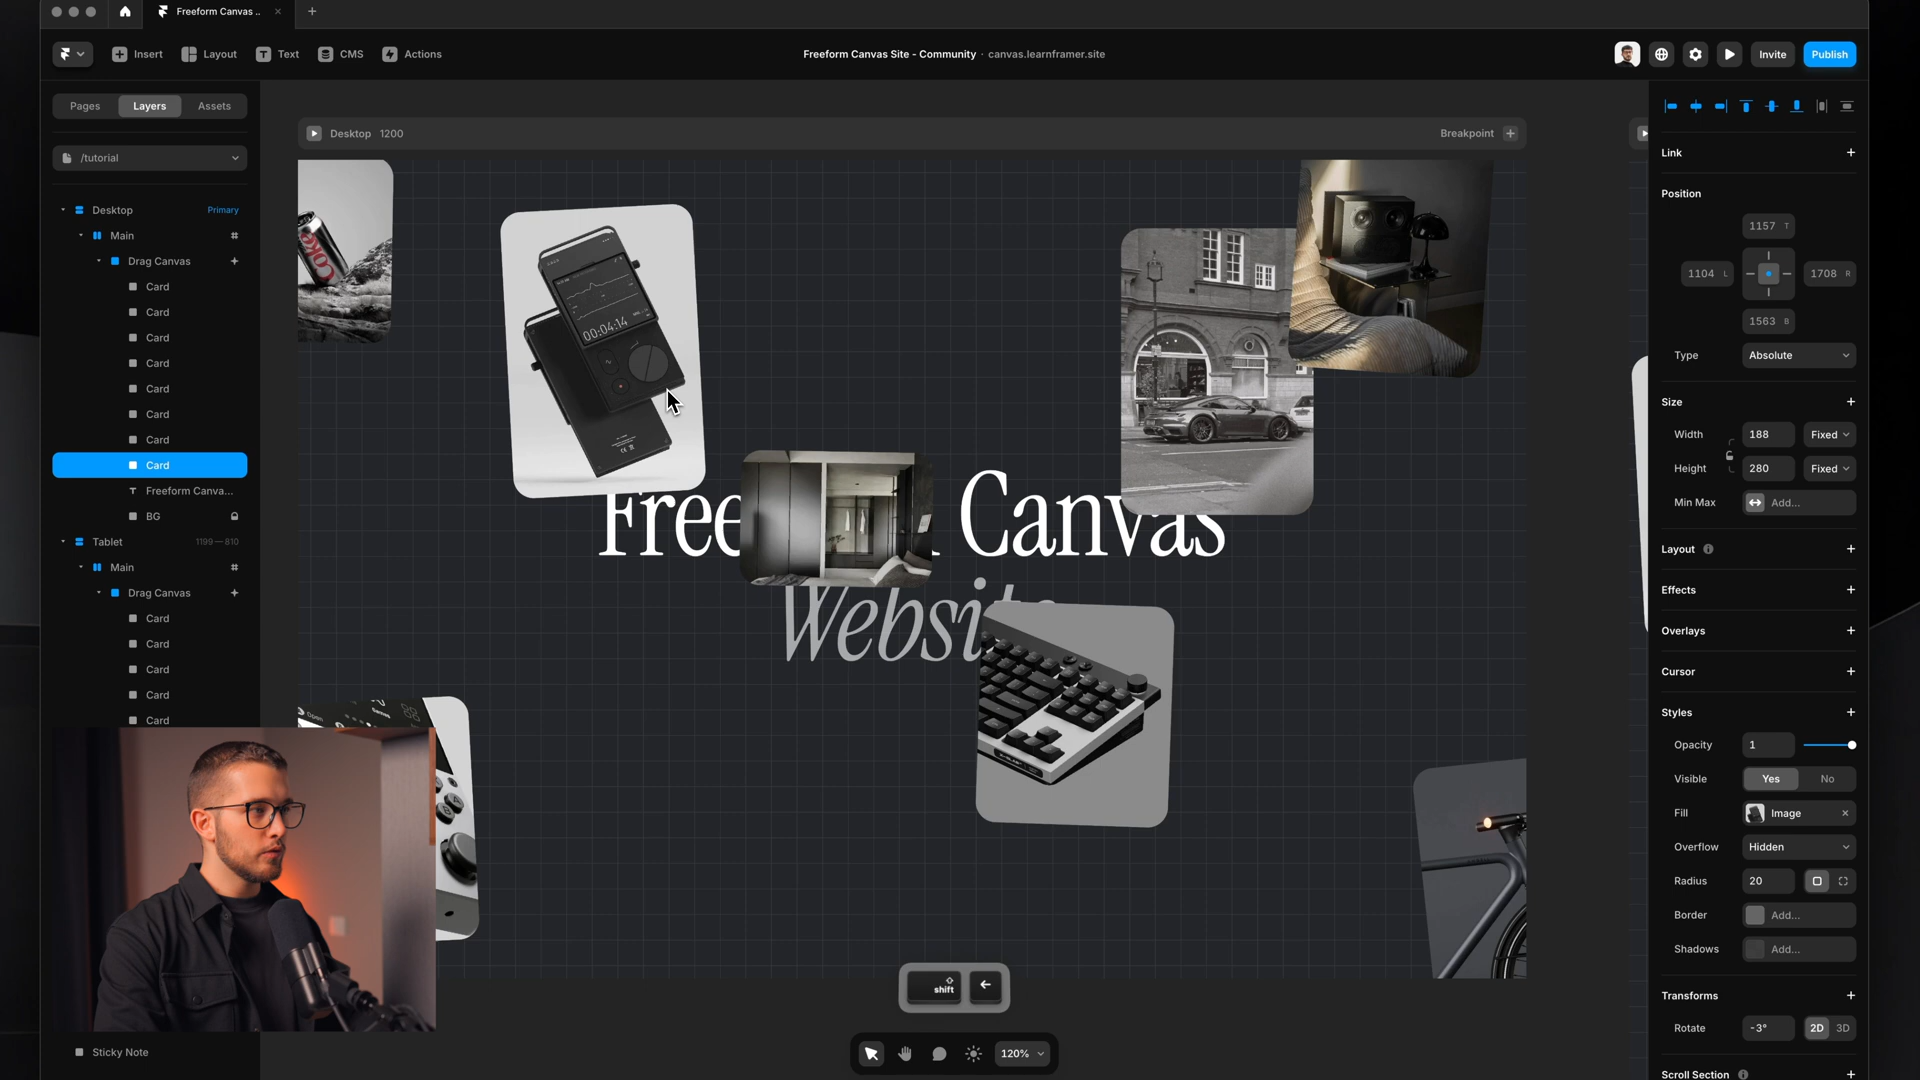 Freeform Canvas ..
Insert
Layout
Text
CMS
Actions
Freeform Canvas Site - Community · canvas.learnframer.site
Invite
Publish
Pages
Layers
Assets
/tutorial
Desktop
Primary
Main
Drag Canvas
Card
Card
Card
Card
Card
Card
Card
Card
Freeform Canva...
BG
Tablet
1199—810
Main
Drag Canvas
Card
Card
Card
Card
Card
Sticky Note
Desktop 1200
Breakpoint
Coke
00:04:14
Free Canvas
Website
Open
Canvas
shift
120%
Link
Position
1157 T
1104 L
1708 R
1563 B
Type
Absolute
Size
Width
188
Fixed
Height
280
Fixed
Min Max
Add...
Layout
Effects
Overlays
Cursor
Styles
Opacity
1
Visible
Yes
No
Fill
Image
Overflow
Hidden
Radius
20
Border
Add...
Shadows
Add...
Transforms
Rotate
-3°
2D
3D
Scroll Section